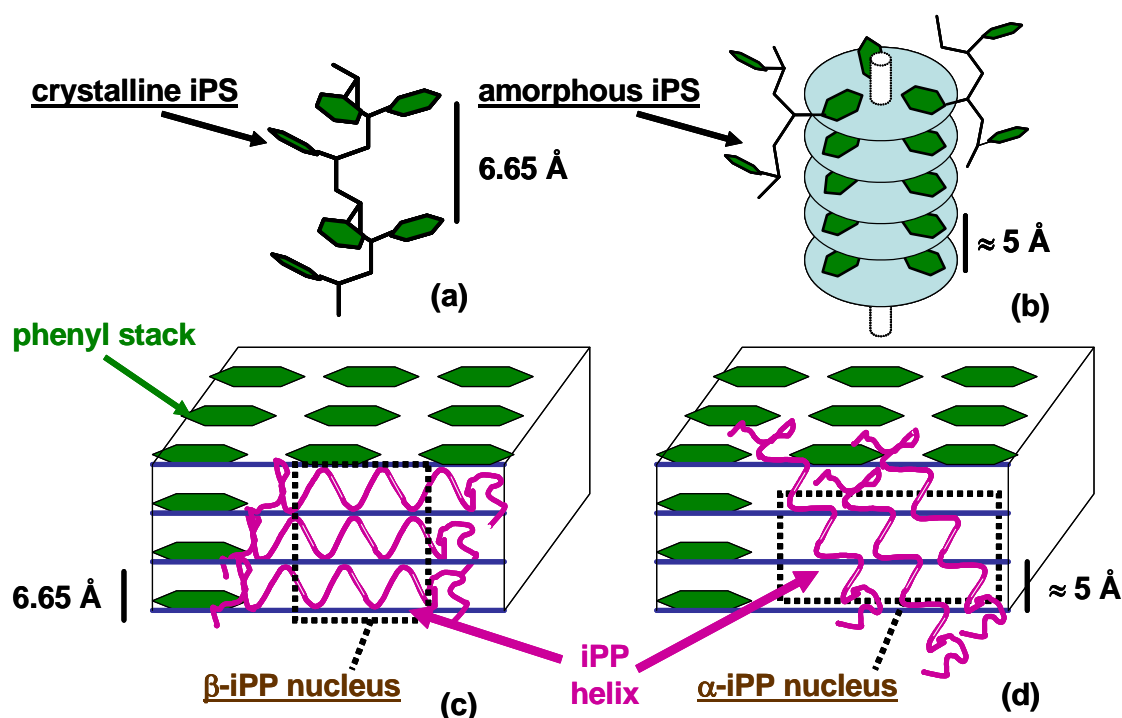 crystalline iPS
6.65 Å
(a)
amorphous iPS
≈ 5 Å
(b)
phenyl stack
6.65 Å
β-iPP nucleus
(c)
iPP
helix
≈ 5 Å
α-iPP nucleus
(d)